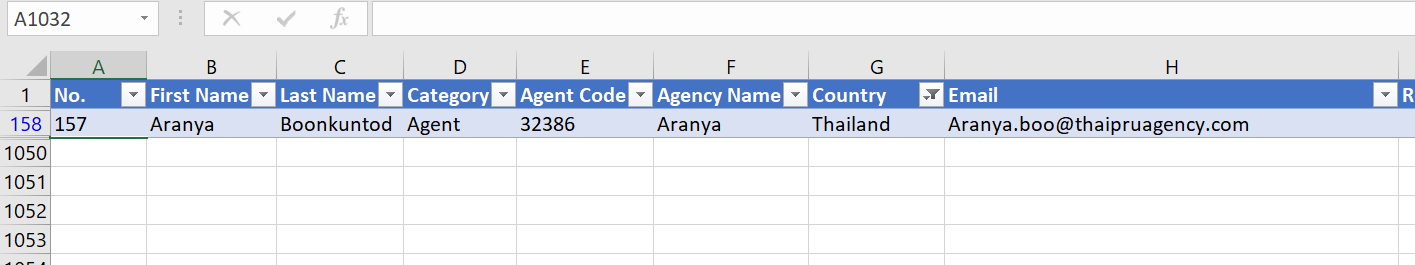 A1032 fx
A B C D E F G H
1 No. First Name Last Name Category Agent Code Agency Name Country Email R
158 157 Aranya Boonkuntod Agent 32386 Aranya Thailand Aranya.boo@thaipruagency.com
1050
1051
1052
1053